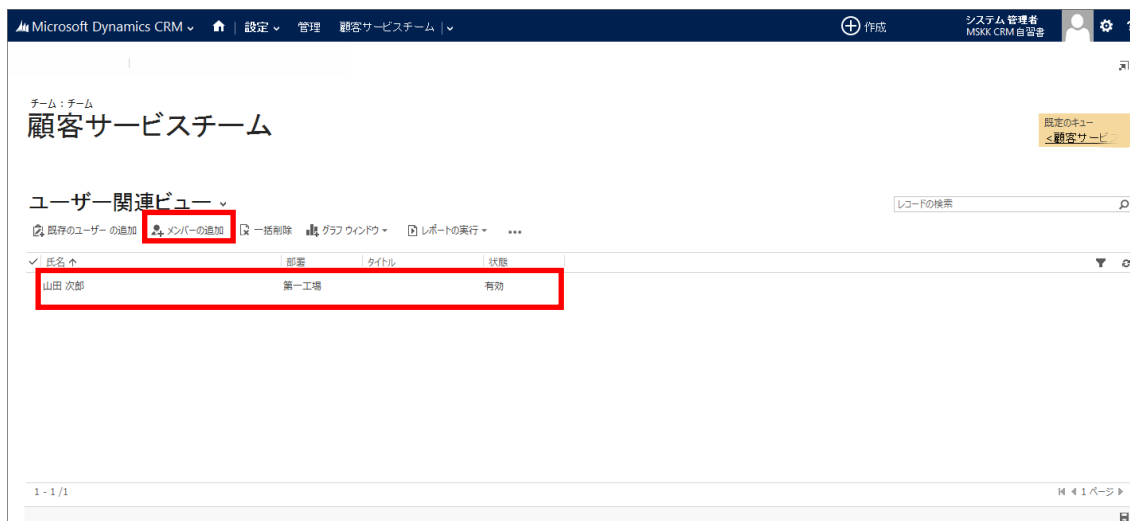 Microsoft Dynamics CRM 設定 管理 顧客サービスチーム 作成 システム 管理者
MSKK CRM 自習書
チーム : チーム
顧客サービスチーム
既定のキュー
<顧客サービス
ユーザー関連ビュー
レコードの検索
既存のユーザー の追加 メンバーの追加 一括削除 グラフ ウィンドウ レポートの実行 •••
氏名 部署 タイトル 状態
山田 次郎 第一工場 有効
1 - 1 /1 1 ページ